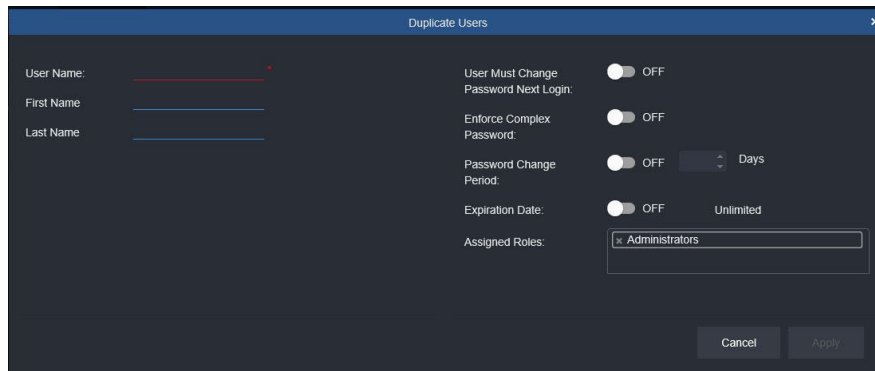 Duplicate Users
User Name: *
First Name
Last Name
User Must Change
Password Next Login:
OFF
Enforce Complex
Password:
OFF
Password Change
Period:
OFF
Days
Expiration Date:
OFF
Unlimited
Assigned Roles:
Administrators
Cancel
Apply